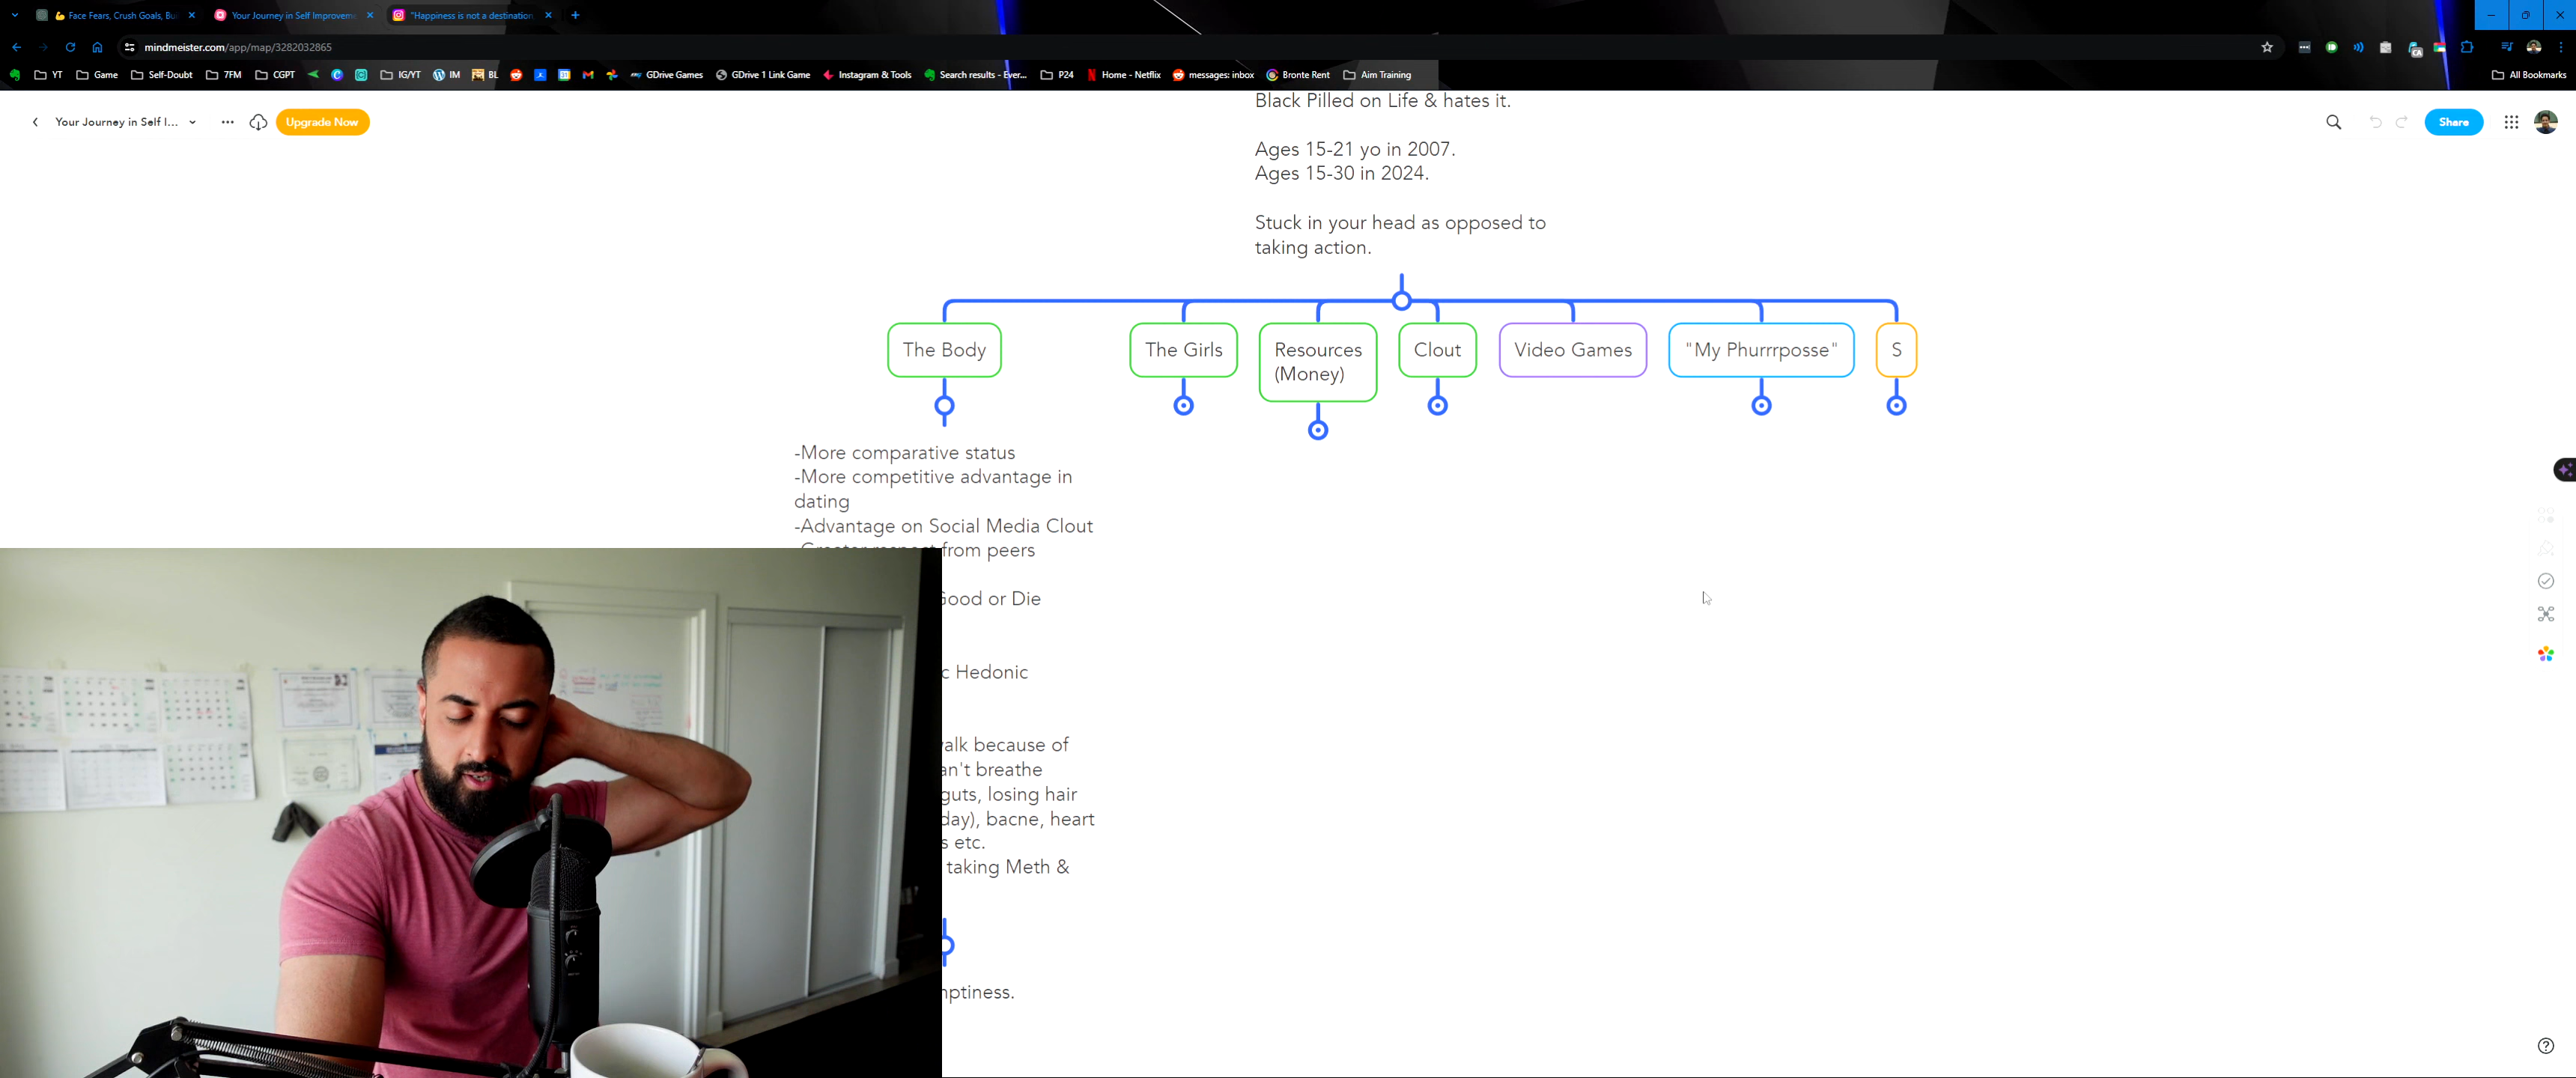 💪 Face Fears, Crush Goals, Bu
Your Journey in Self Improveme
"Happiness is not a destination
mindmeister.com/app/map/3282032865
YT
Game
Self-Doubt
7FM
CGPT
IG/YT
IM
BL
GDrive Games
GDrive 1 Link Game
Instagram & Tools
Search results - Ever...
P24
Home - Netflix
messages: inbox
Bronte Rent
Aim Training
All Bookmarks
Your Journey in Self I...
Upgrade Now
Share
Black Pilled on Life & hates it.
Ages 15-21 yo in 2007.
Ages 15-30 in 2024.
Stuck in your head as opposed to
taking action.
The Body
The Girls
Resources
(Money)
Clout
Video Games
"My Phurrrposse"
S
-More comparative status
-More competitive advantage in
dating
-Advantage on Social Media Clout
-Greater respect from peers
Good or Die
c Hedonic
alk because of
an't breathe
guts, losing hair
day), bacne, heart
s etc.
taking Meth &
nptiness.